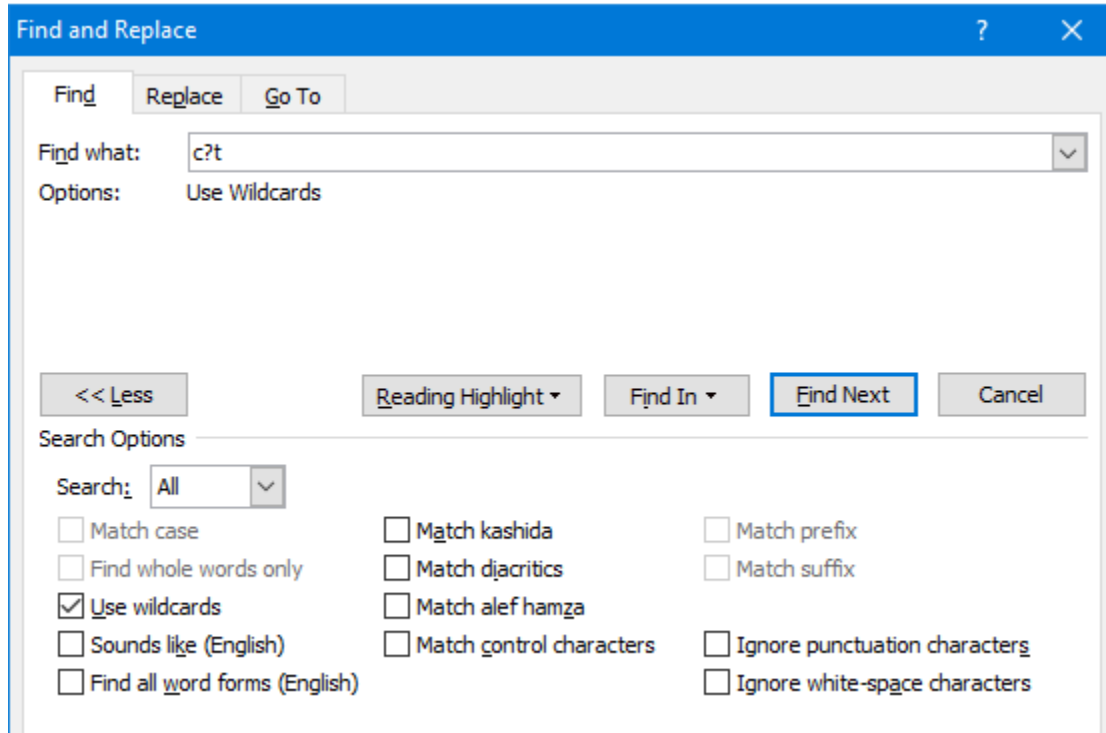 Find and Replace ?
Find Replace Go To
Find what: c?t
Options: Use Wildcards
<< Less Reading Highlight Find In Find Next Cancel
Search Options
Search: All
Match case Match kashida Match prefix
Find whole words only Match diacritics Match suffix
Use wildcards Match alef hamza
Sounds like (English) Match control characters Ignore punctuation characters
Find all word forms (English) Ignore white-space characters